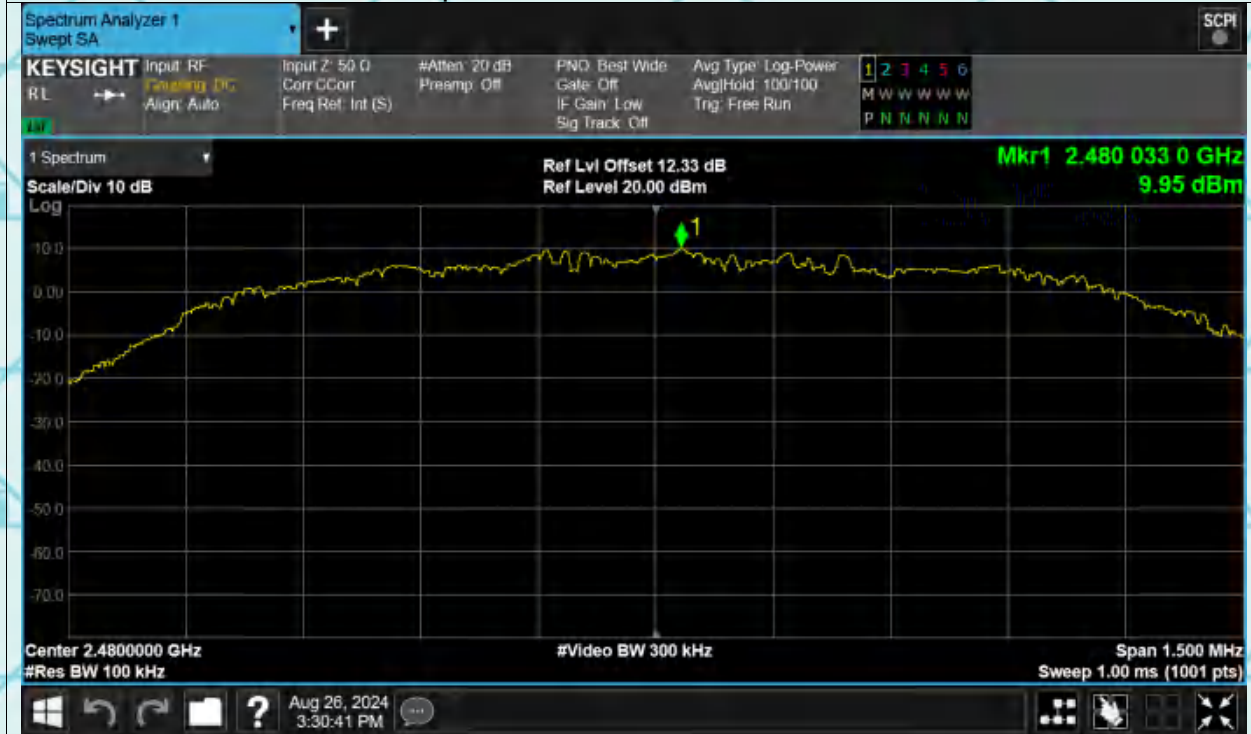 Spectrum Analyzer 1
Swept SA
+
SCPI
KEYSIGHT
RL
Input: RF
Coupling: DC
Align: Auto
Input Z: 50 Ω
Corr CCorr
Freq Ref: Int (S)
#Atten: 20 dB
Preamp: Off
PNO: Best Wide
Gate: Off
IF Gain: Low
Sig Track: Off
Avg Type: Log-Power
Avg|Hold: 100/100
Trig: Free Run
1 2 3 4 5 6
M W W W W W
P N N N N N
1 Spectrum
Scale/Div 10 dB
Log
Ref Lvl Offset 12.33 dB
Ref Level 20.00 dBm
Mkr1 2.480 033 0 GHz
9.95 dBm
1
10.0
0.00
-10.0
-20.0
-30.0
-40.0
-50.0
-60.0
-70.0
Center 2.4800000 GHz
#Res BW 100 kHz
#Video BW 300 kHz
Span 1.500 MHz
Sweep 1.00 ms (1001 pts)
?
Aug 26, 2024
3:30:41 PM